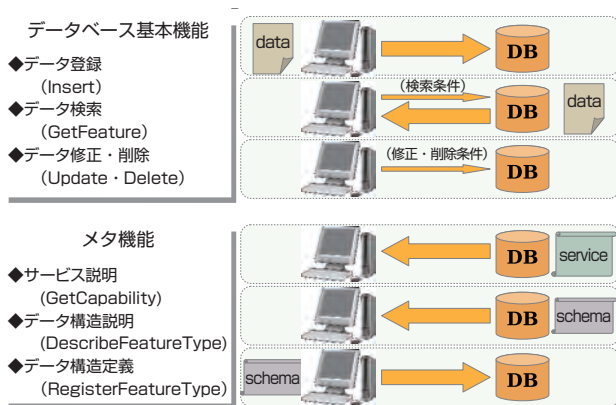 データベース基本機能
◆データ登録
(Insert)
◆データ検索
(GetFeature)
◆データ修正・削除
(Update・Delete)
data
DB
(検索条件)
DB
data
(修正・削除条件)
DB
メタ機能
◆サービス説明
(GetCapability)
◆データ構造説明
(DescribeFeatureType)
◆データ構造定義
(RegisterFeatureType)
DB
service
DB
schema
schema
DB